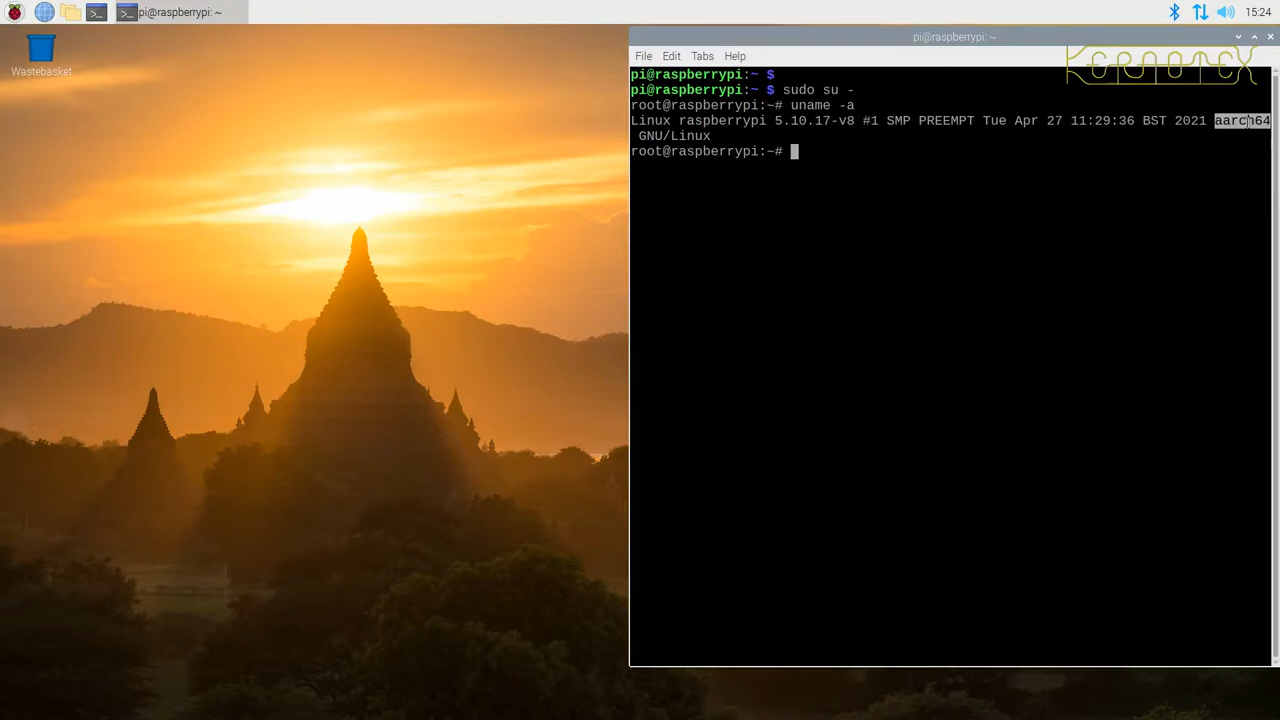 pi@raspberrypi: ~
15:24
Wastebasket
pi@raspberrypi: ~
File Edit Tabs Help
KERAOTEX
pi@raspberrypi:~ $
pi@raspberrypi:~ $ sudo su -
root@raspberrypi:~# uname -a
Linux raspberrypi 5.10.17-v8 #1 SMP PREEMPT Tue Apr 27 11:29:36 BST 2021 aarch64
GNU/Linux
root@raspberrypi:~#